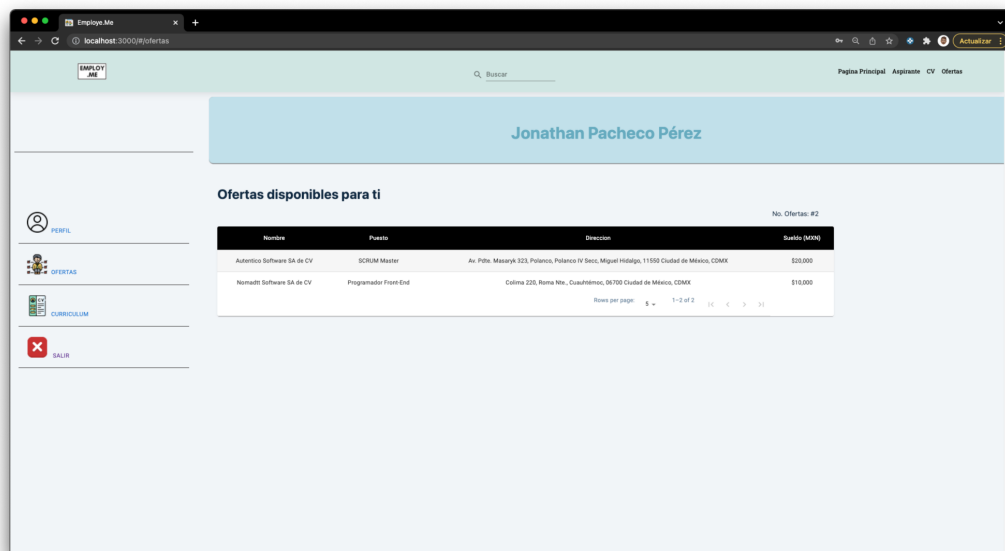 Employe.Me
localhost:3000/#/ofertas
Actualizar
EMPLOY
.ME
Buscar
Pagina Principal Aspirante CV Ofertas
Jonathan Pacheco Pérez
Ofertas disponibles para ti
No. Ofertas: #2
PERFIL
OFERTAS
CV
CURRICULUM
SALIR
Nombre Puesto Direccion Sueldo (MXN)
Autentico Software SA de CV SCRUM Master Av. Pdte. Masaryk 323, Polanco, Polanco IV Secc, Miguel Hidalgo, 11550 Ciudad de México, CDMX $20,000
Nomadtt Software SA de CV Programador Front-End Colima 220, Roma Nte., Cuauhtémoc, 06700 Ciudad de México, CDMX $10,000
Rows per page: 5 1-2 of 2